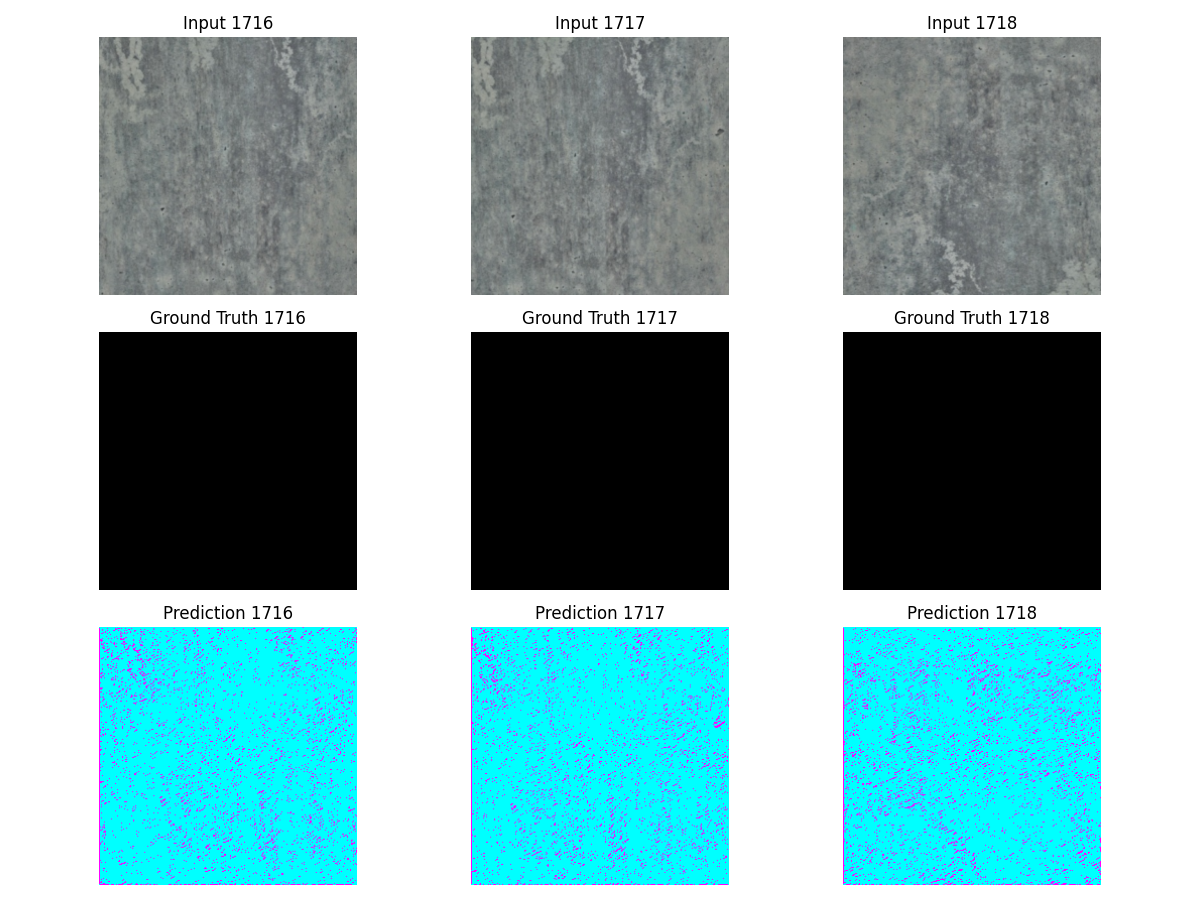 Input 1716
Input 1717
Input 1718
Ground Truth 1716
Ground Truth 1717
Ground Truth 1718
Prediction 1716
Prediction 1717
Prediction 1718